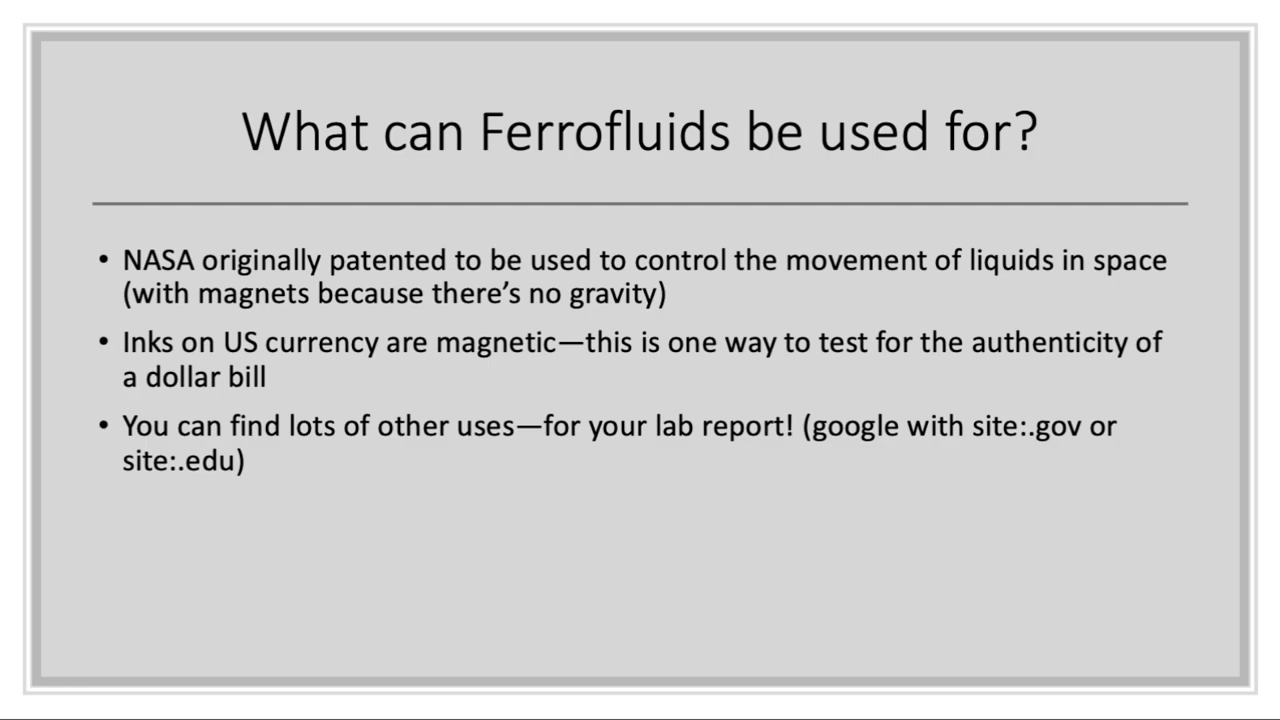 What can Ferrofluids be used for?
• NASA originally patented to be used to control the movement of liquids in space
(with magnets because there’s no gravity)
• Inks on US currency are magnetic—this is one way to test for the authenticity of
a dollar bill
• You can find lots of other uses—for your lab report! (google with site:.gov or
site:.edu)